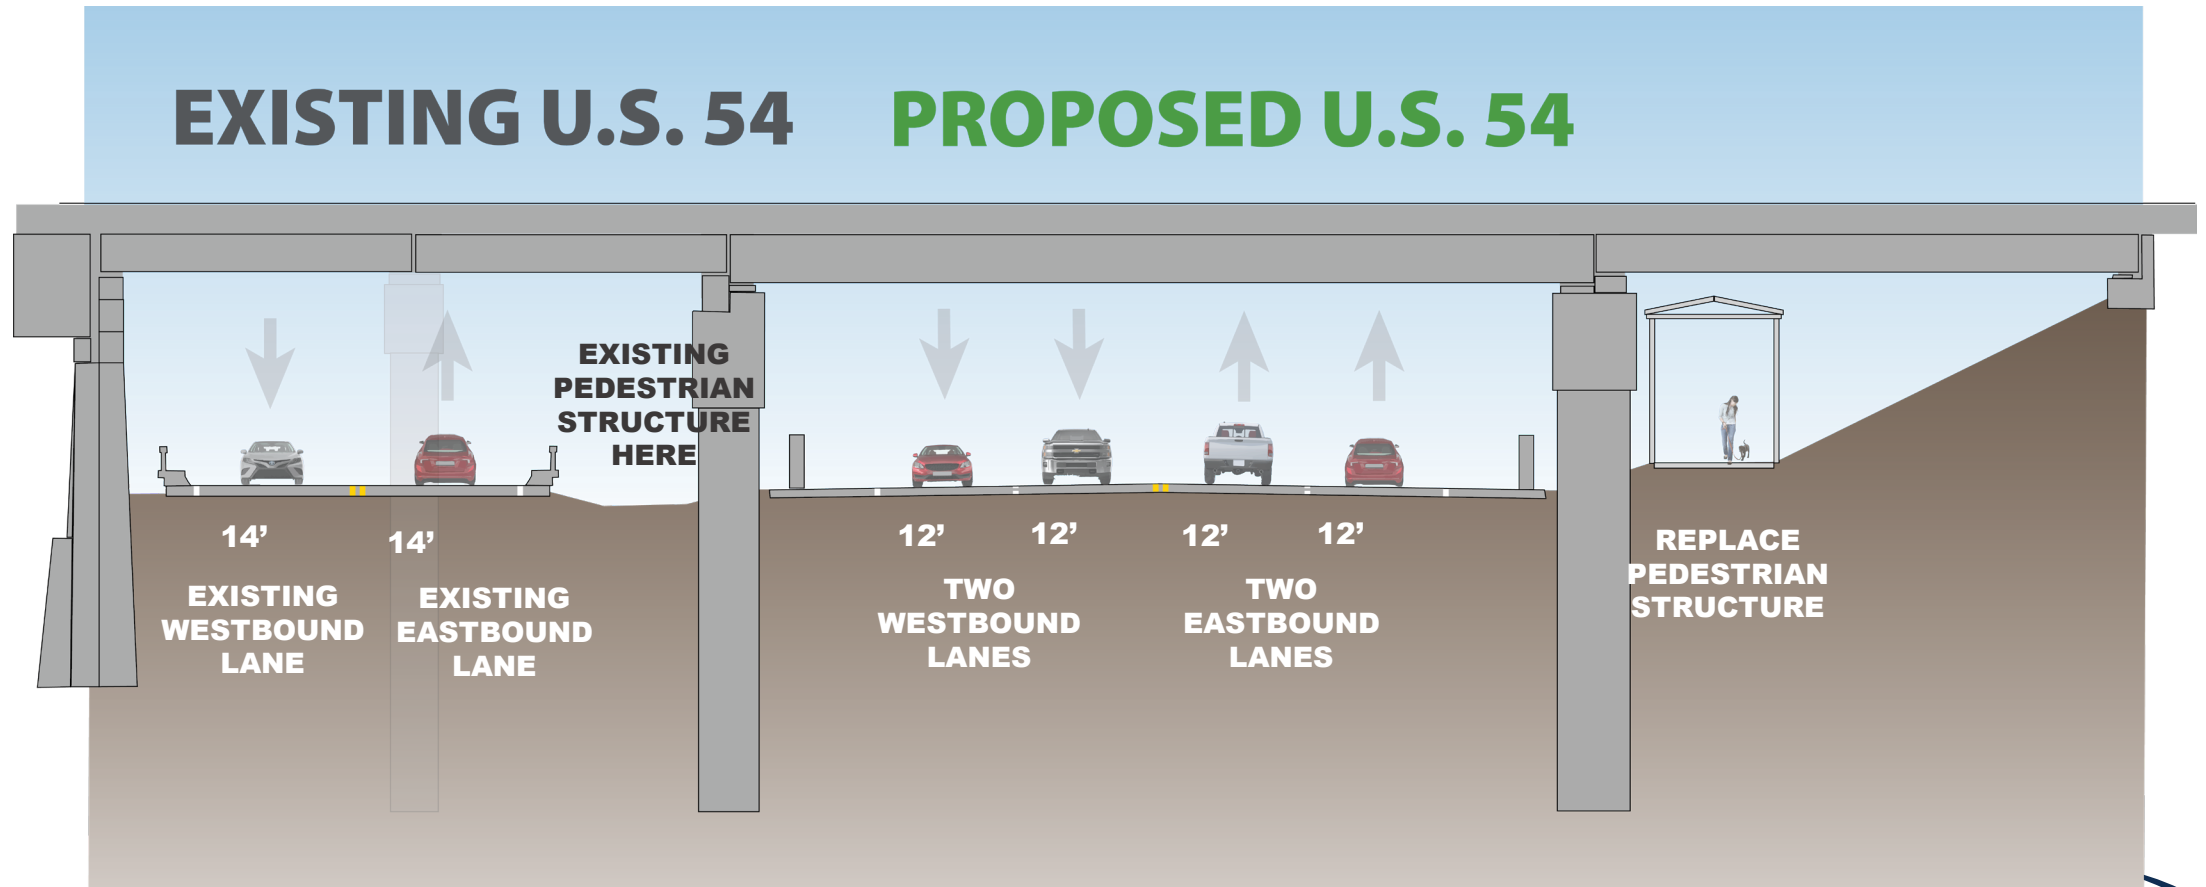 EXISTING U.S. 54
PROPOSED U.S. 54
EXISTING
PEDESTRIAN
STRUCTURE
HERE
14’
14’
12’
12’
12’
12’
EXISTING
WESTBOUND
LANE
EXISTING
EASTBOUND
LANE
TWO
WESTBOUND
LANES
TWO
EASTBOUND
LANES
REPLACE
PEDESTRIAN
STRUCTURE